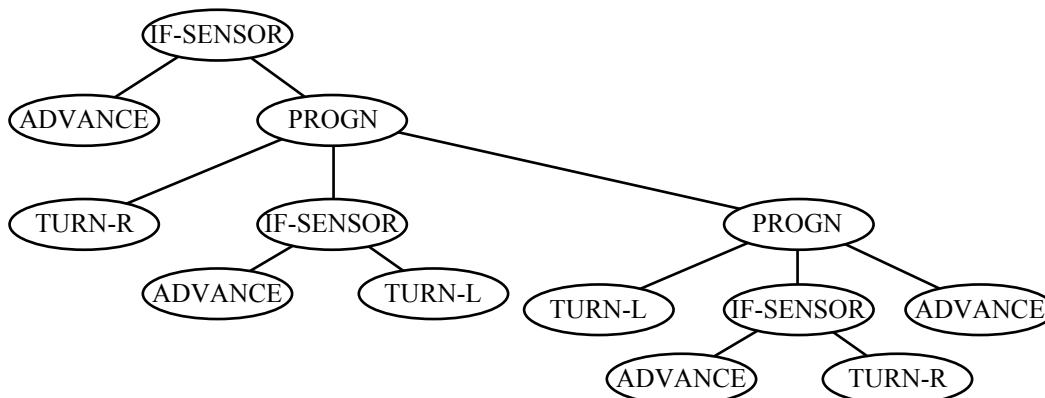 IF-SENSOR
ADVANCE
PROGN
TURN-R
IF-SENSOR
PROGN
ADVANCE
TURN-L
TURN-L
IF-SENSOR
ADVANCE
ADVANCE
TURN-R